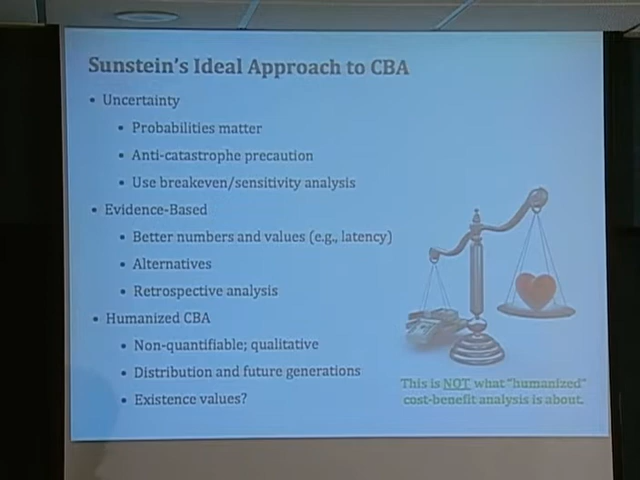 Sunstein's Ideal Approach to CBA
• Uncertainty
• Probabilities matter
• Anti-catastrophe precaution
• Use breakeven/sensitivity analysis
• Evidence-Based
• Better numbers and values (e.g., latency)
• Alternatives
• Retrospective analysis
• Humanized CBA
• Non-quantifiable; qualitative
• Distribution and future generations
• Existence values?
This is NOT what "humanized"
cost-benefit analysis is about.